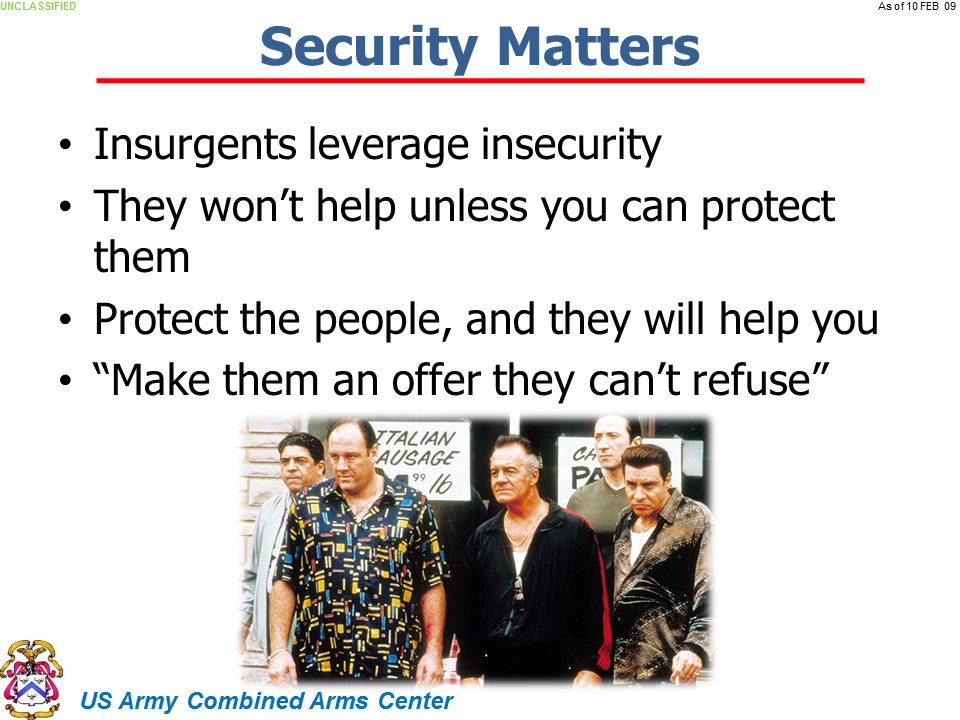 UNCLASSIFIED
As of 10 FEB 09
Security Matters
• Insurgents leverage insecurity
• They won’t help unless you can protect
them
• Protect the people, and they will help you
• “Make them an offer they can’t refuse”
ITALIAN
AUSAGE
99 lb
CH
PA
US Army Combined Arms Center